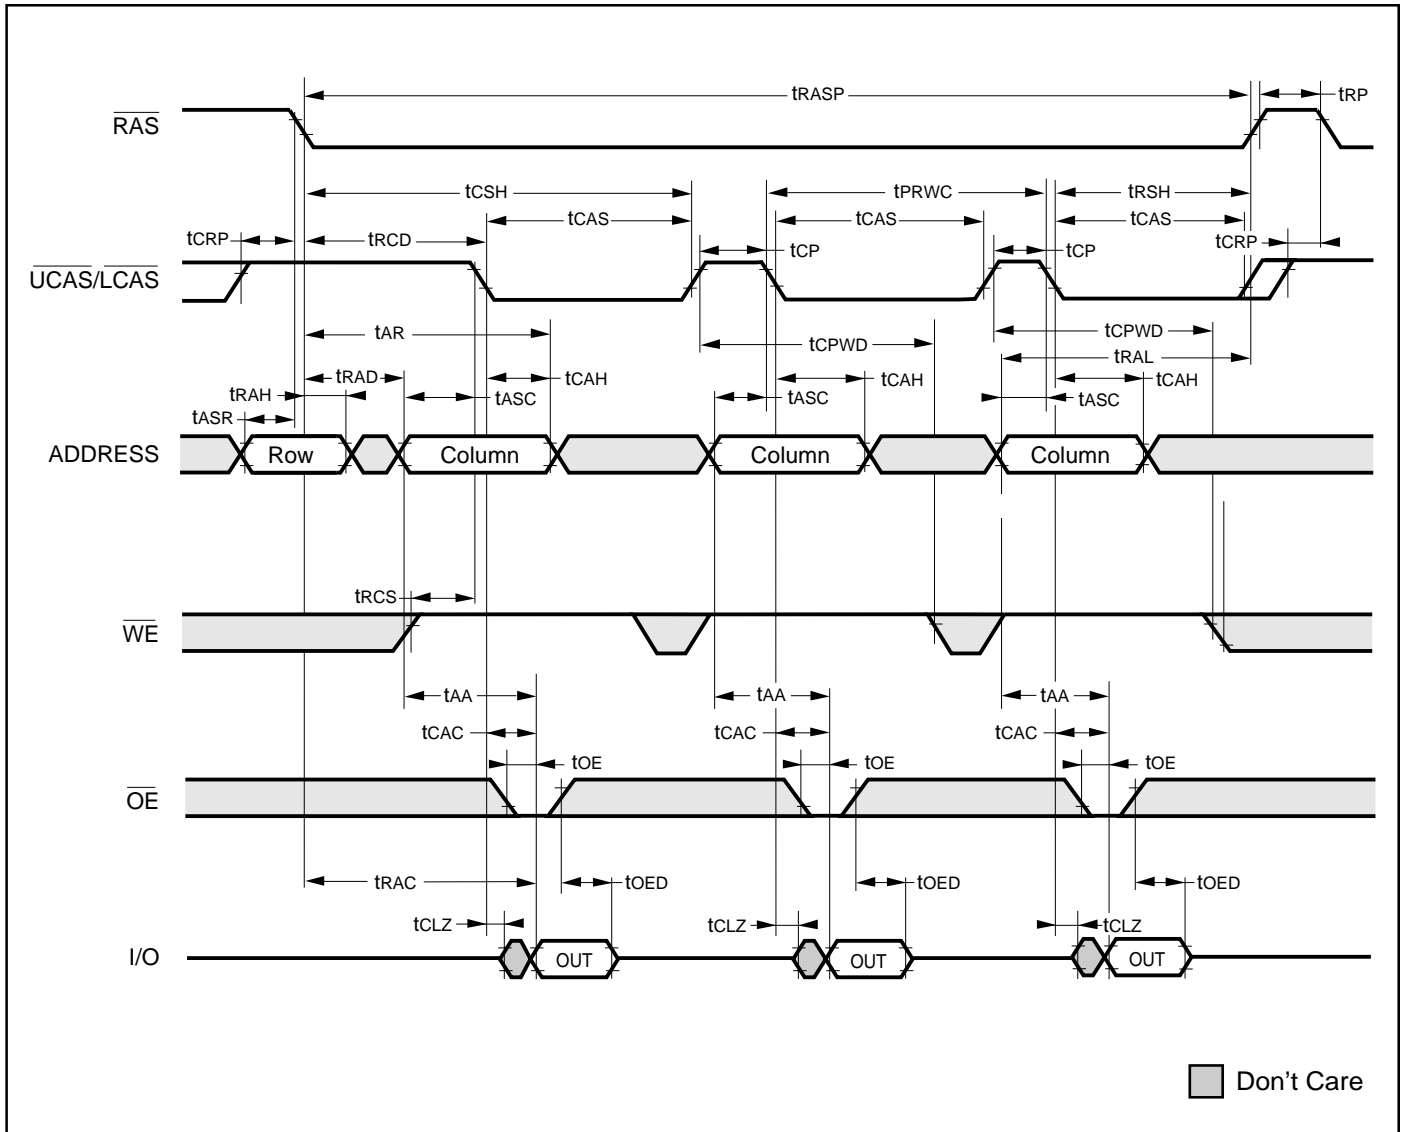 tRASP tRP
RAS
tCSH tPRWC tRSH
tCAS tCAS tCAS
tCRP tRCD tCP tCP tCRP
UCAS/LCAS
tAR tCPWD tCPWD
tRAL
tRAD tCAH tCAH tCAH
tRAH tASC tASC tASC
tASR
ADDRESS Row Column Column Column
tRCS
WE
tAA tAA tAA
tCAC tCAC tCAC
tOE tOE tOE
OE
tRAC tOED tOED tOED
tCLZ tCLZ tCLZ
I/O OUT OUT OUT
Don't Care